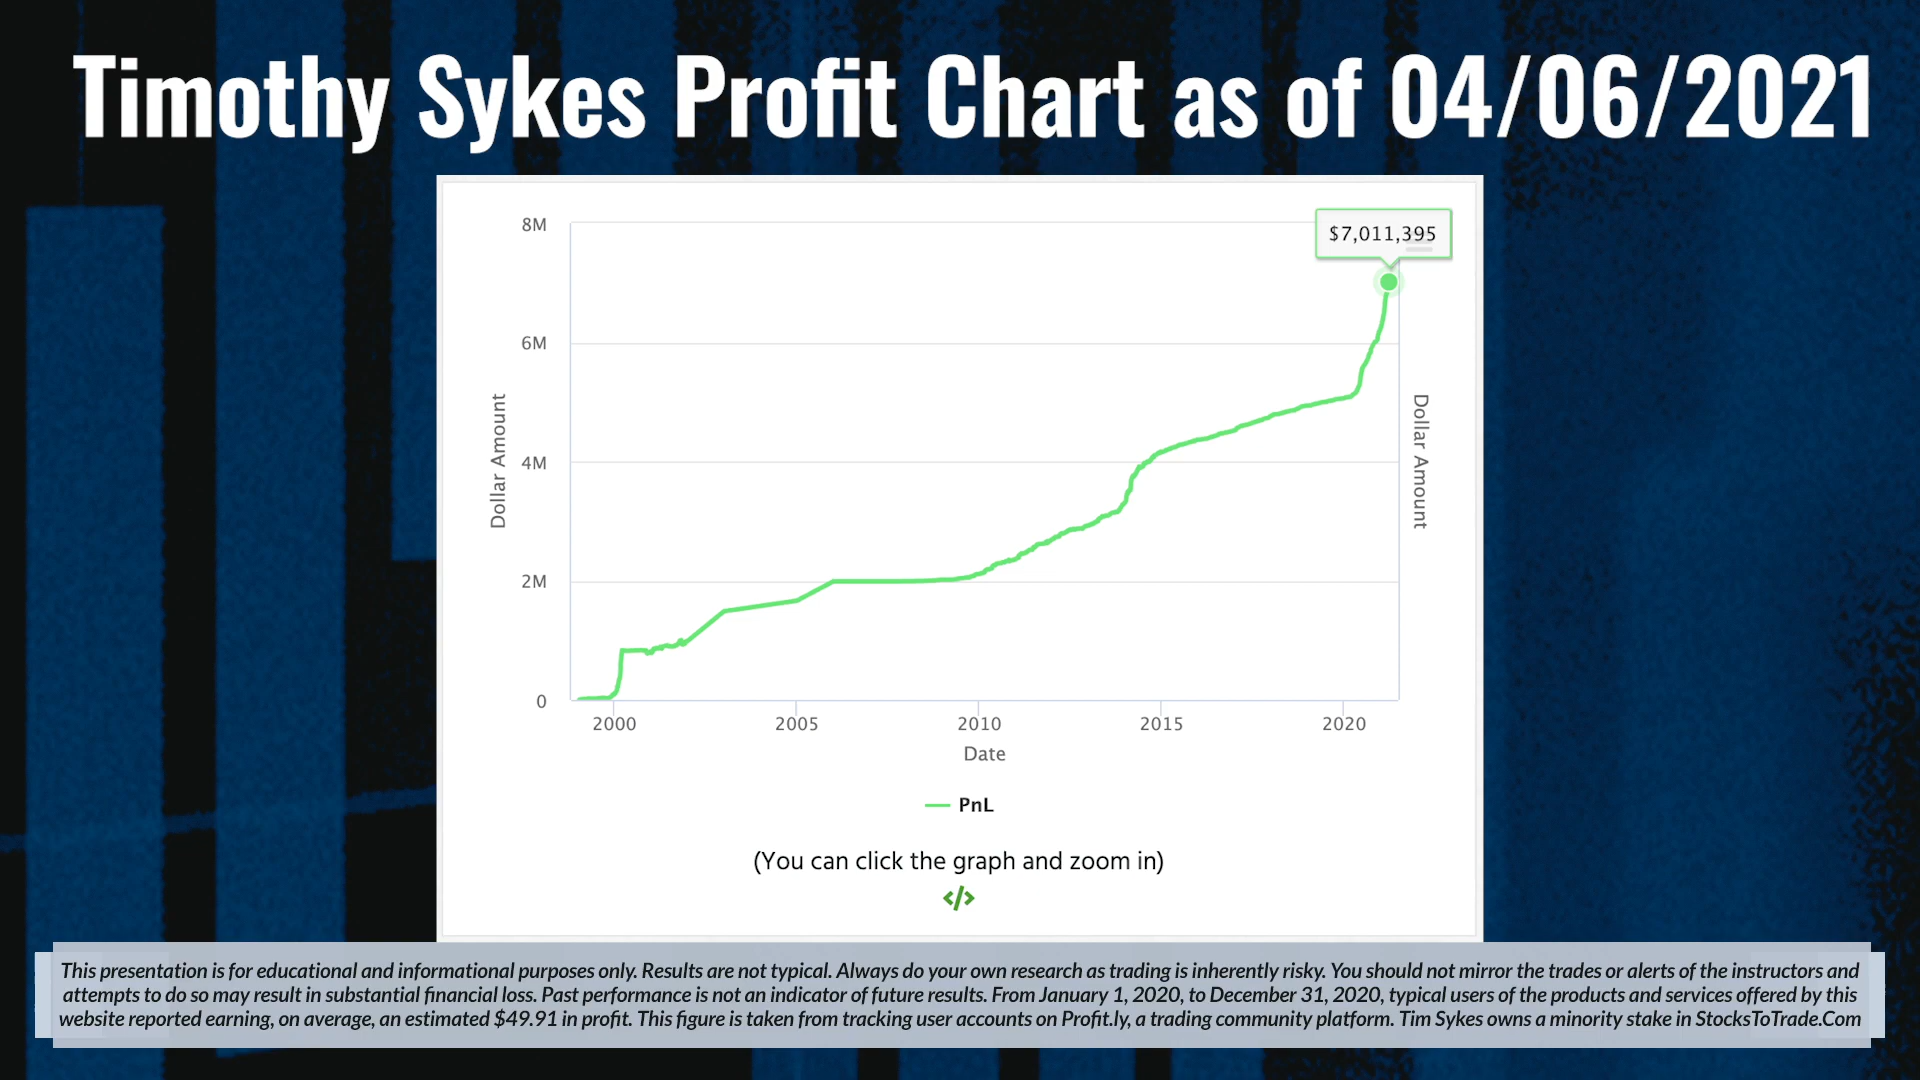 Timothy Sykes Profit Chart as of 04/06/2021
8M
$7,011,395
6M
4M
2M
0
Dollar Amount
Dollar Amount
2000 2005 2010 2015 2020
Date
PnL
(You can click the graph and zoom in)
</>
This presentation is for educational and informational purposes only. Results are not typical. Always do your own research as trading is inherently risky. You should not mirror the trades or alerts of the instructors and
attempts to do so may result in substantial financial loss. Past performance is not an indicator of future results. From January 1, 2020, to December 31, 2020, typical users of the products and services offered by this
website reported earning, on average, an estimated $49.91 in profit. This figure is taken from tracking user accounts on Profit.ly, a trading community platform. Tim Sykes owns a minority stake in StocksToTrade.Com